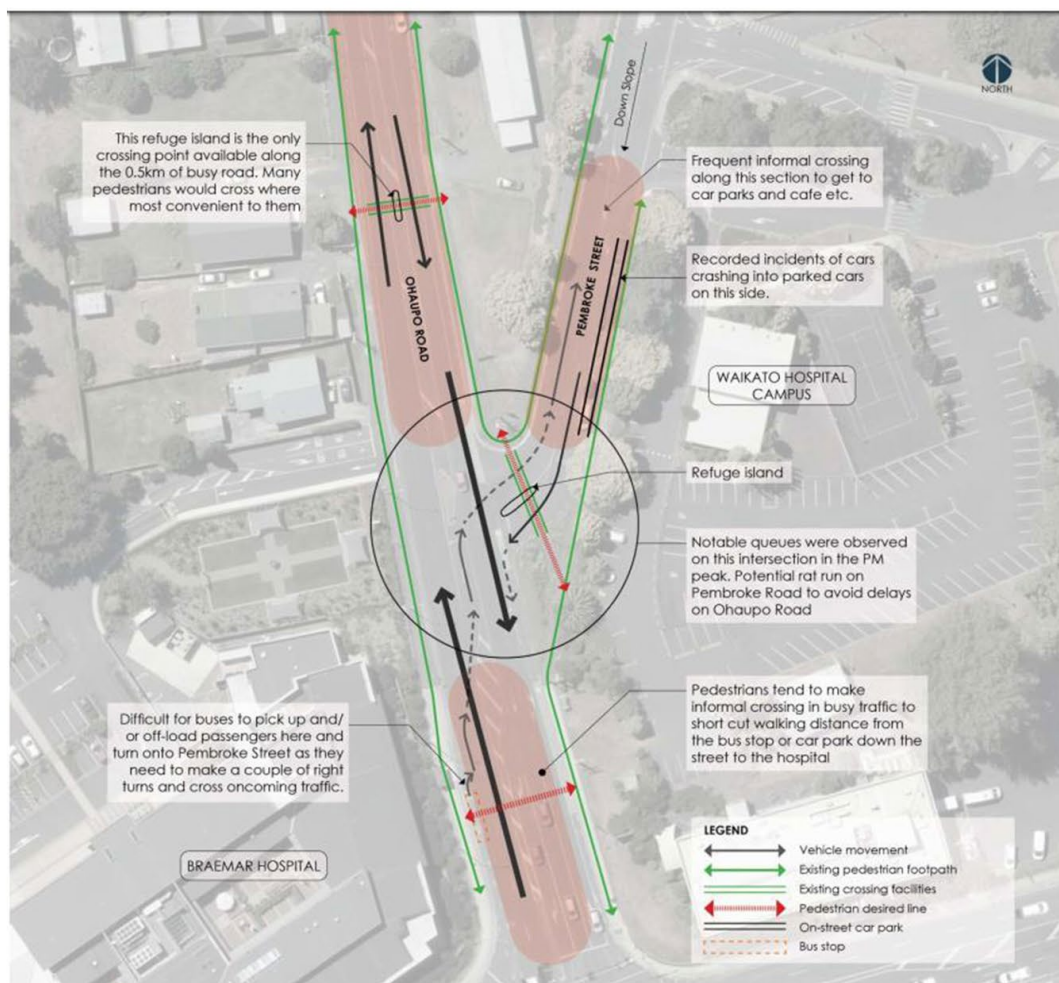 NORTH
Down Slope
This refuge island is the only
crossing point available along
the 0.5km of busy road. Many
pedestrians would cross where
most convenient to them
Frequent informal crossing
along this section to get to
car parks and cafe etc.
OHAUPO ROAD
PEMBROKE STREET
Recorded incidents of cars
crashing into parked cars
on this side.
WAIKATO HOSPITAL
CAMPUS
Refuge island
Notable queues were observed
on this intersection in the PM
peak. Potential rat run on
Pembroke Road to avoid delays
on Ohaupo Road
Difficult for buses to pick up and/
or off-load passengers here and
turn onto Pembroke Street as they
need to make a couple of right
turns and cross oncoming traffic.
Pedestrians tend to make
informal crossing in busy traffic to
short cut walking distance from
the bus stop or car park down the
street to the hospital
BRAEMAR HOSPITAL
LEGEND
Vehicle movement
Existing pedestrian footpath
Existing crossing facilities
Pedestrian desired line
On-street car park
Bus stop